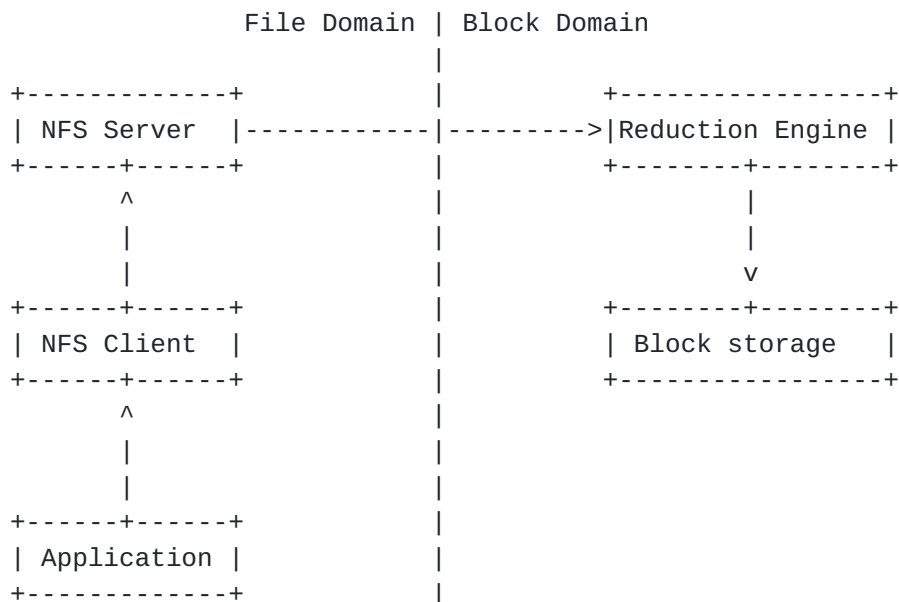 File Domain | Block Domain
NFS Server
Reduction Engine
NFS Client
Block storage
Application